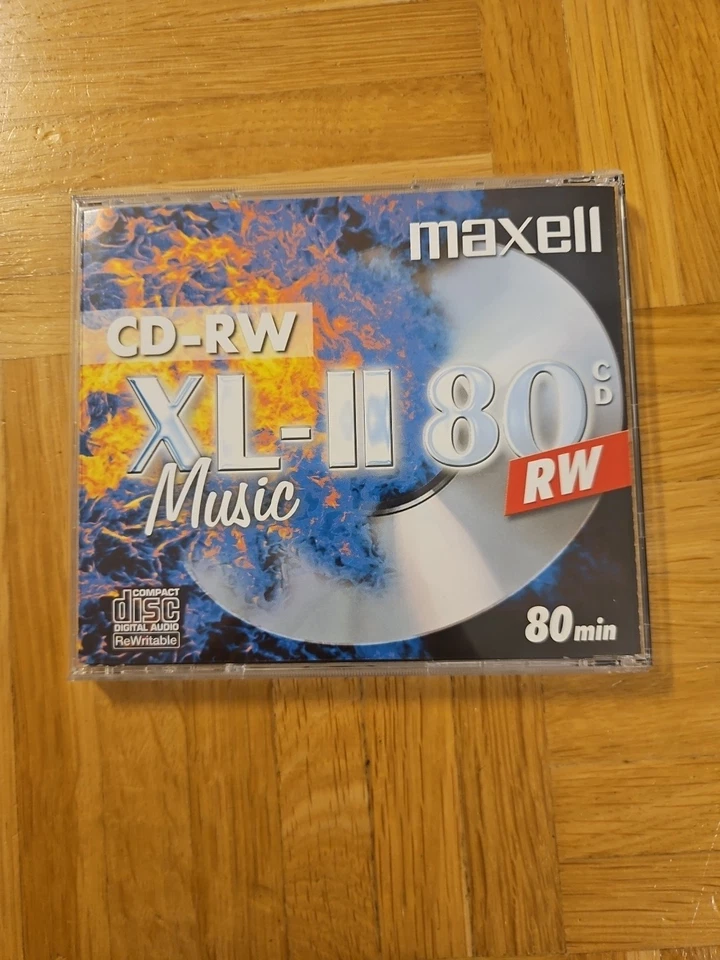 maxell
CD-RW
XL-II 80 CD
RW
Music
COMPACT
disc
DIGITAL AUDIO
ReWritable
80min